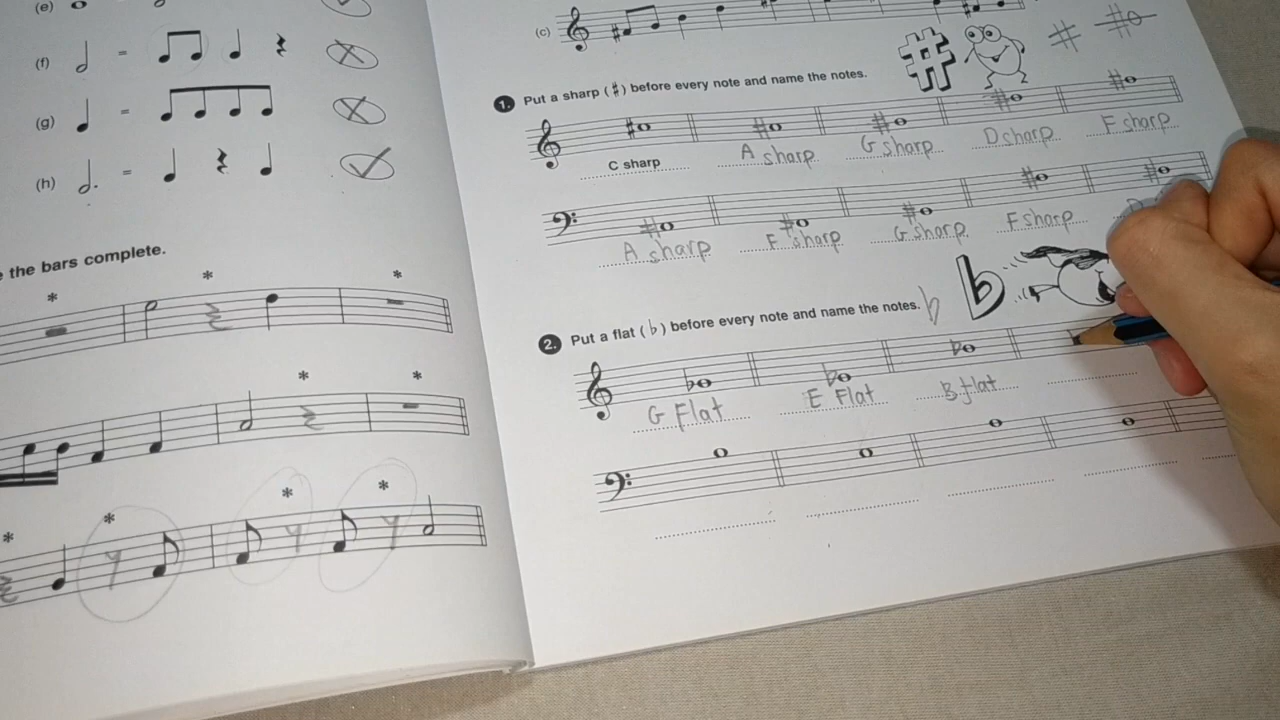 (e)
(f) =
(g) =
(h) =
the bars complete.
* * *
* *
* * * *
(c)
1. Put a sharp (♯) before every note and name the notes.
C sharp A sharp G sharp D sharp F sharp
A sharp F sharp G sharp F sharp D
2. Put a flat (♭) before every note and name the notes.
G Flat E Flat B flat